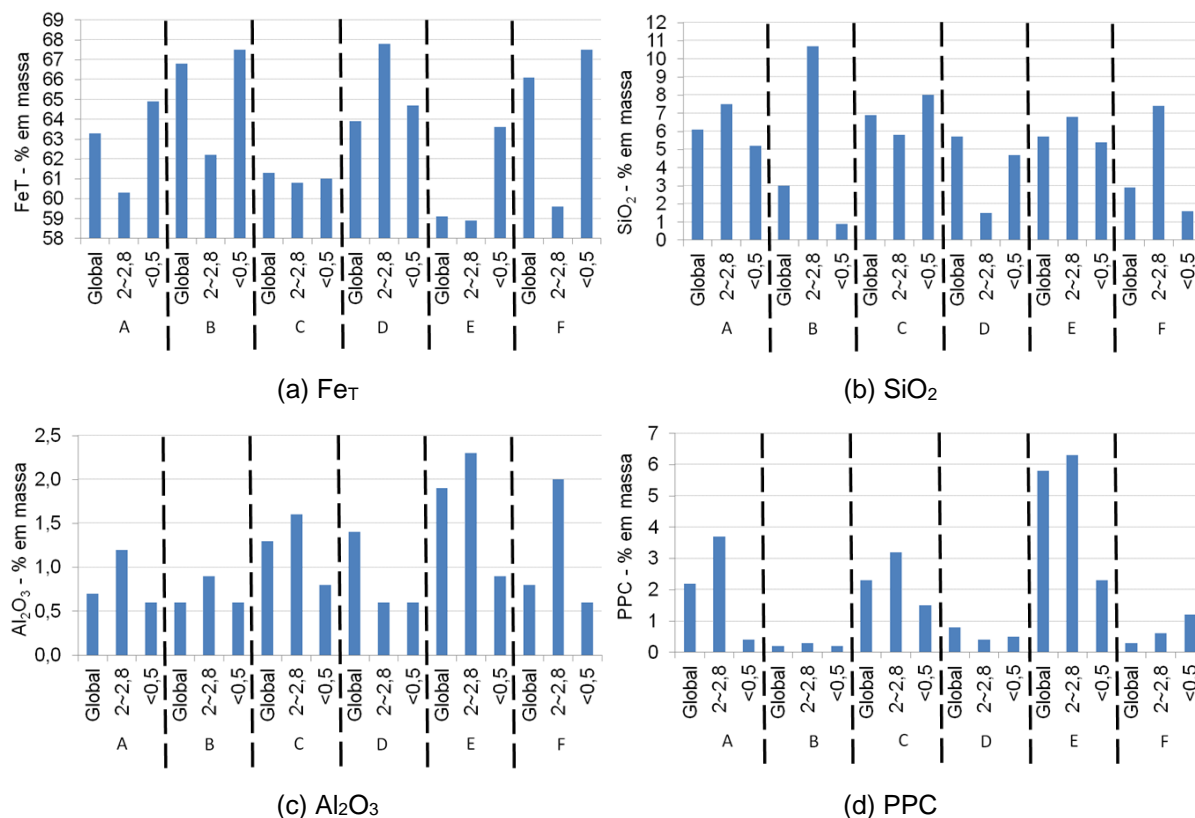 FeT - % em massa
69
68
67
66
65
64
63
62
61
60
59
58
Global 2~2,8 <0,5 Global 2~2,8 <0,5 Global 2~2,8 <0,5 Global 2~2,8 <0,5 Global 2~2,8 <0,5 Global 2~2,8 <0,5
A B C D E F
(a) Fe_T
SiO₂ - % em massa
12
11
10
9
8
7
6
5
4
3
2
1
0
Global 2~2,8 <0,5 Global 2~2,8 <0,5 Global 2~2,8 <0,5 Global 2~2,8 <0,5 Global 2~2,8 <0,5 Global 2~2,8 <0,5
A B C D E F
(b) SiO₂
Al₂O₃ - % em massa
2,5
2,0
1,5
1,0
0,5
0,0
Global 2~2,8 <0,5 Global 2~2,8 <0,5 Global 2~2,8 <0,5 Global 2~2,8 <0,5 Global 2~2,8 <0,5 Global 2~2,8 <0,5
A B C D E F
(c) Al₂O₃
PPC - % em massa
7
6
5
4
3
2
1
0
Global 2~2,8 <0,5 Global 2~2,8 <0,5 Global 2~2,8 <0,5 Global 2~2,8 <0,5 Global 2~2,8 <0,5 Global 2~2,8 <0,5
A B C D E F
(d) PPC